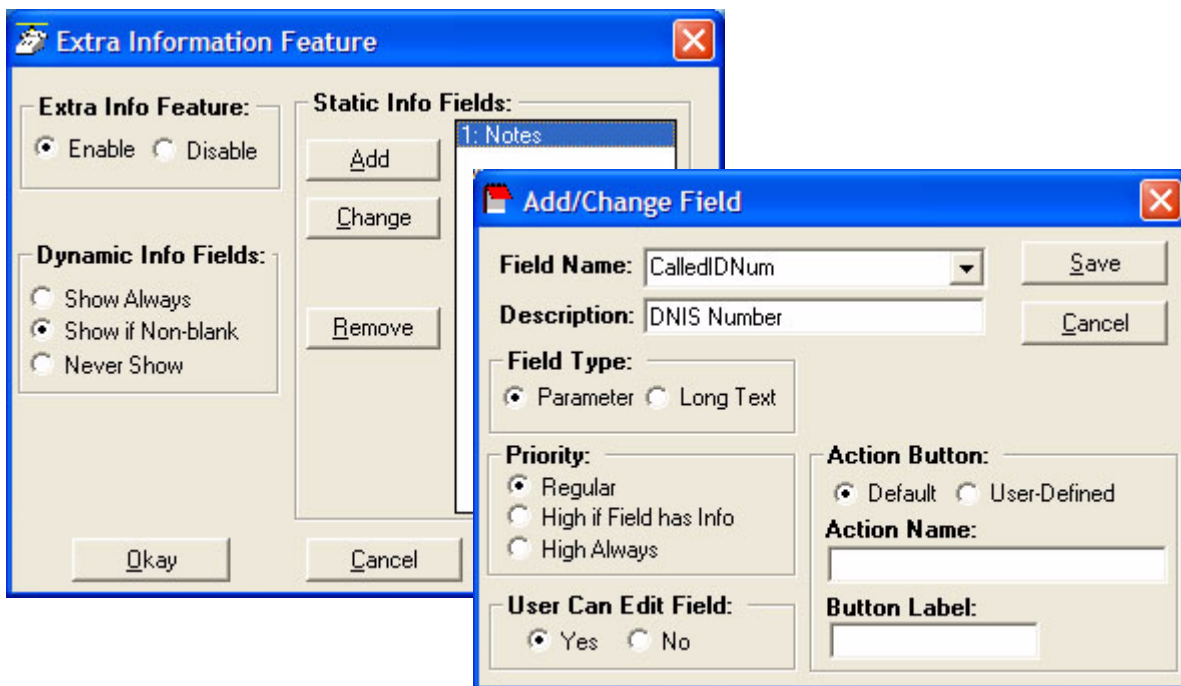 Extra Information Feature
Extra Info Feature:
Enable Disable
Dynamic Info Fields:
Show Always
Show if Non-blank
Never Show
Static Info Fields:
Add
Change
Remove
1: Notes
Okay
Cancel
Add/Change Field
Field Name: CalledIDNum
Description: DNIS Number
Save
Cancel
Field Type:
Parameter Long Text
Priority:
Regular
High if Field has Info
High Always
User Can Edit Field:
Yes No
Action Button:
Default User-Defined
Action Name:
Button Label: